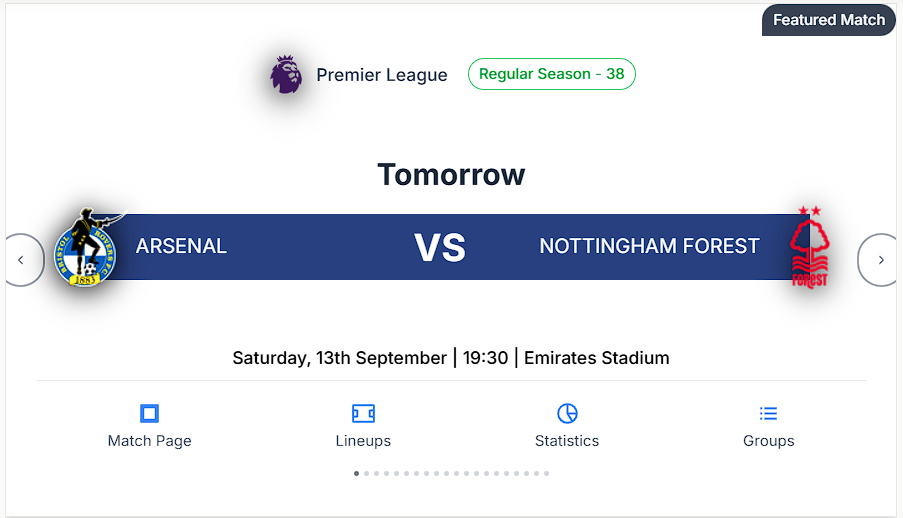 Featured Match
Premier League
Regular Season - 38
Tomorrow
BRISTOL ROVERS FC
1883
ARSENAL
VS
NOTTINGHAM FOREST
FOREST
Saturday, 13th September | 19:30 | Emirates Stadium
Match Page
Lineups
Statistics
Groups